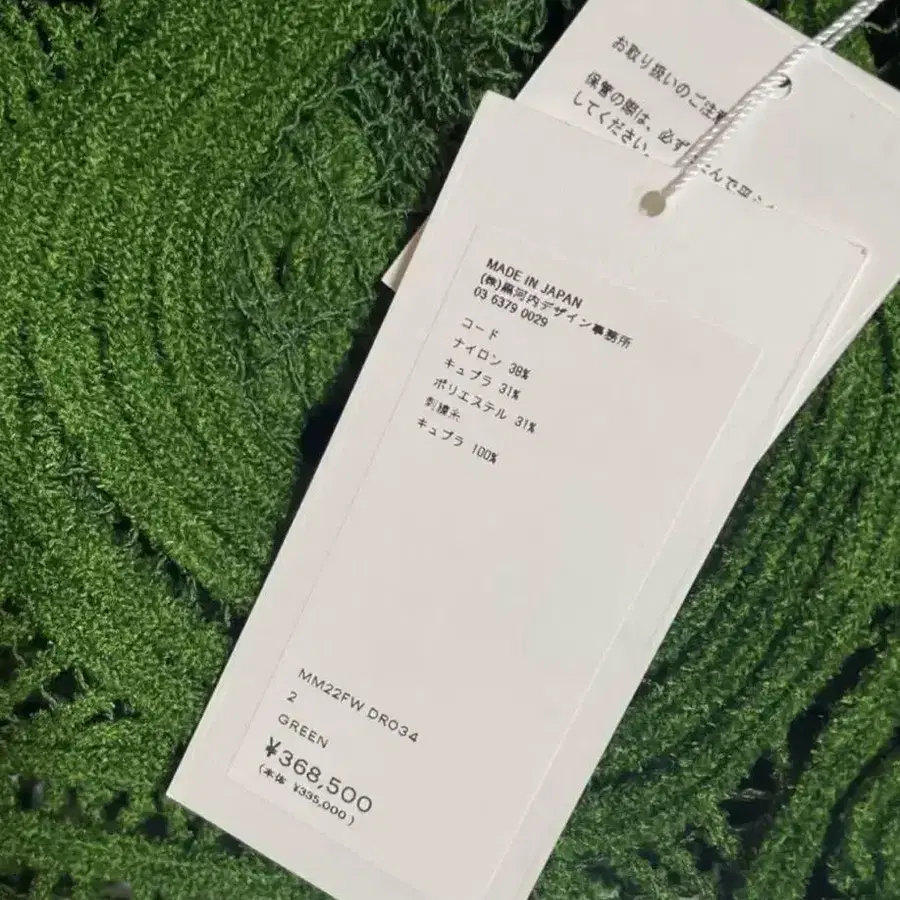 お取り扱いのご注
保管の際は、必ず
んで
してください。
MADE IN JAPAN
(株)黒河内デザイン事務所
03 6379 0029
コード
ナイロン 38%
キュプラ 31%
ポリエステル 31%
刺繍糸
キュプラ 100%
MM22FW DR034
2
GREEN
¥368,500
(本体 ¥335,000)